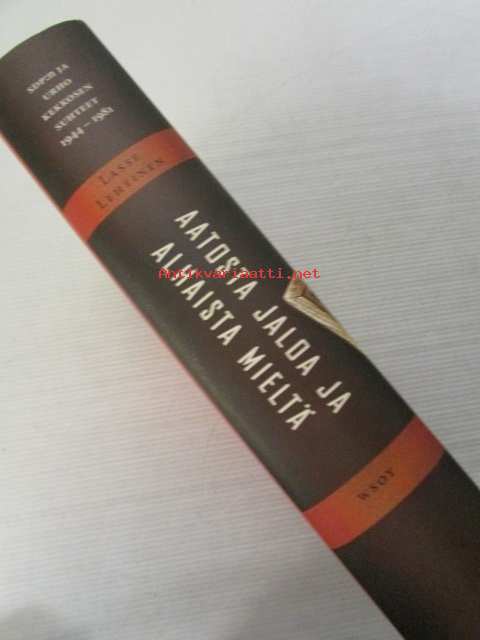 SDP:N JA
URHO
KEKKOSEN
SUHTEET
1944–1981
LASSE
LEHTINEN
AATOSTA JALOA JA
ALHAISTA MIELTÄ
WSOY
Antikvariaatti.net